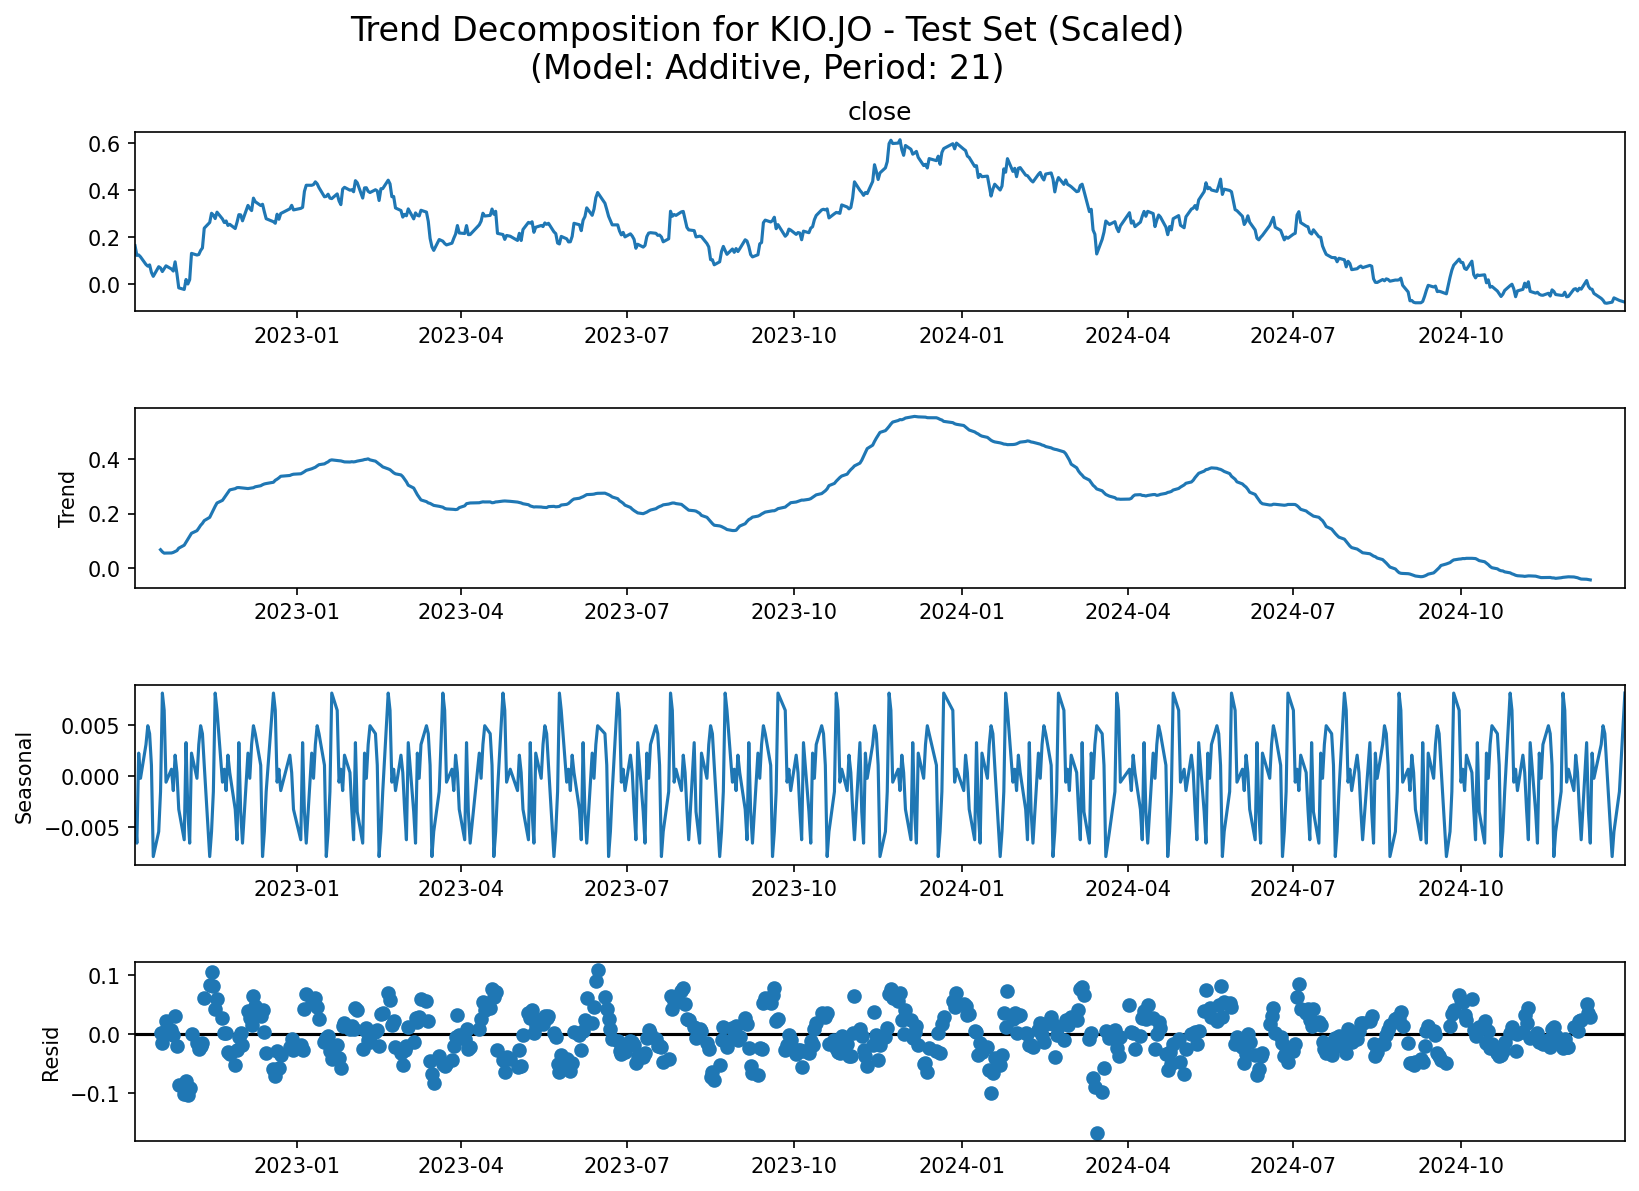 Trend Decomposition for KIO.JO - Test Set (Scaled)
(Model: Additive, Period: 21)
close
0.6
0.4
0.2
0.0
2023-01 2023-04 2023-07 2023-10 2024-01 2024-04 2024-07 2024-10
Trend
0.4
0.2
0.0
2023-01 2023-04 2023-07 2023-10 2024-01 2024-04 2024-07 2024-10
Seasonal
0.005
0.000
−0.005
2023-01 2023-04 2023-07 2023-10 2024-01 2024-04 2024-07 2024-10
Resid
0.1
0.0
−0.1
2023-01 2023-04 2023-07 2023-10 2024-01 2024-04 2024-07 2024-10